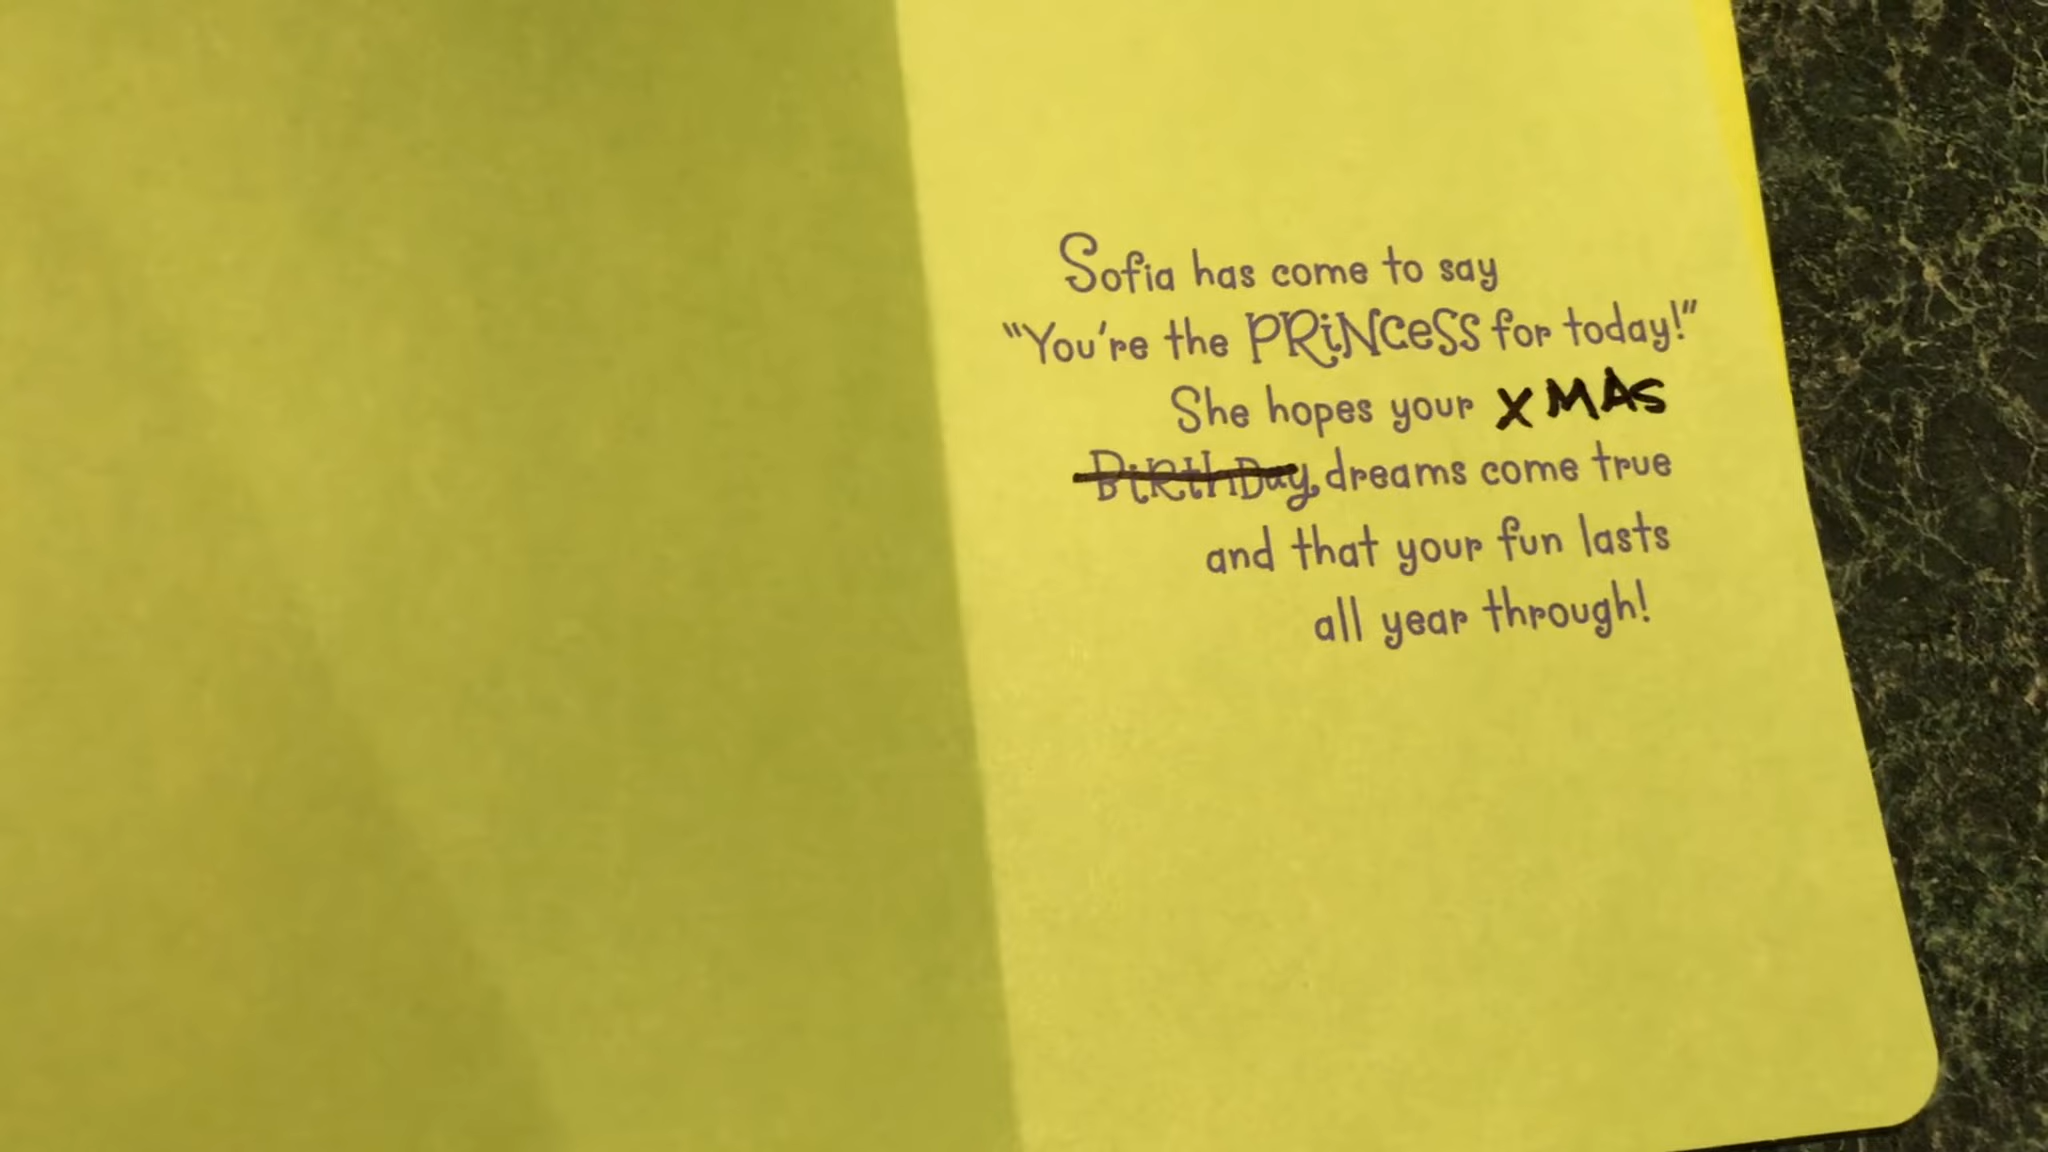 Sofia has come to say
"You're the PRiNCeSS for today!"
She hopes your XMAS
BiRthDay dreams come true
and that your fun lasts
all year through!